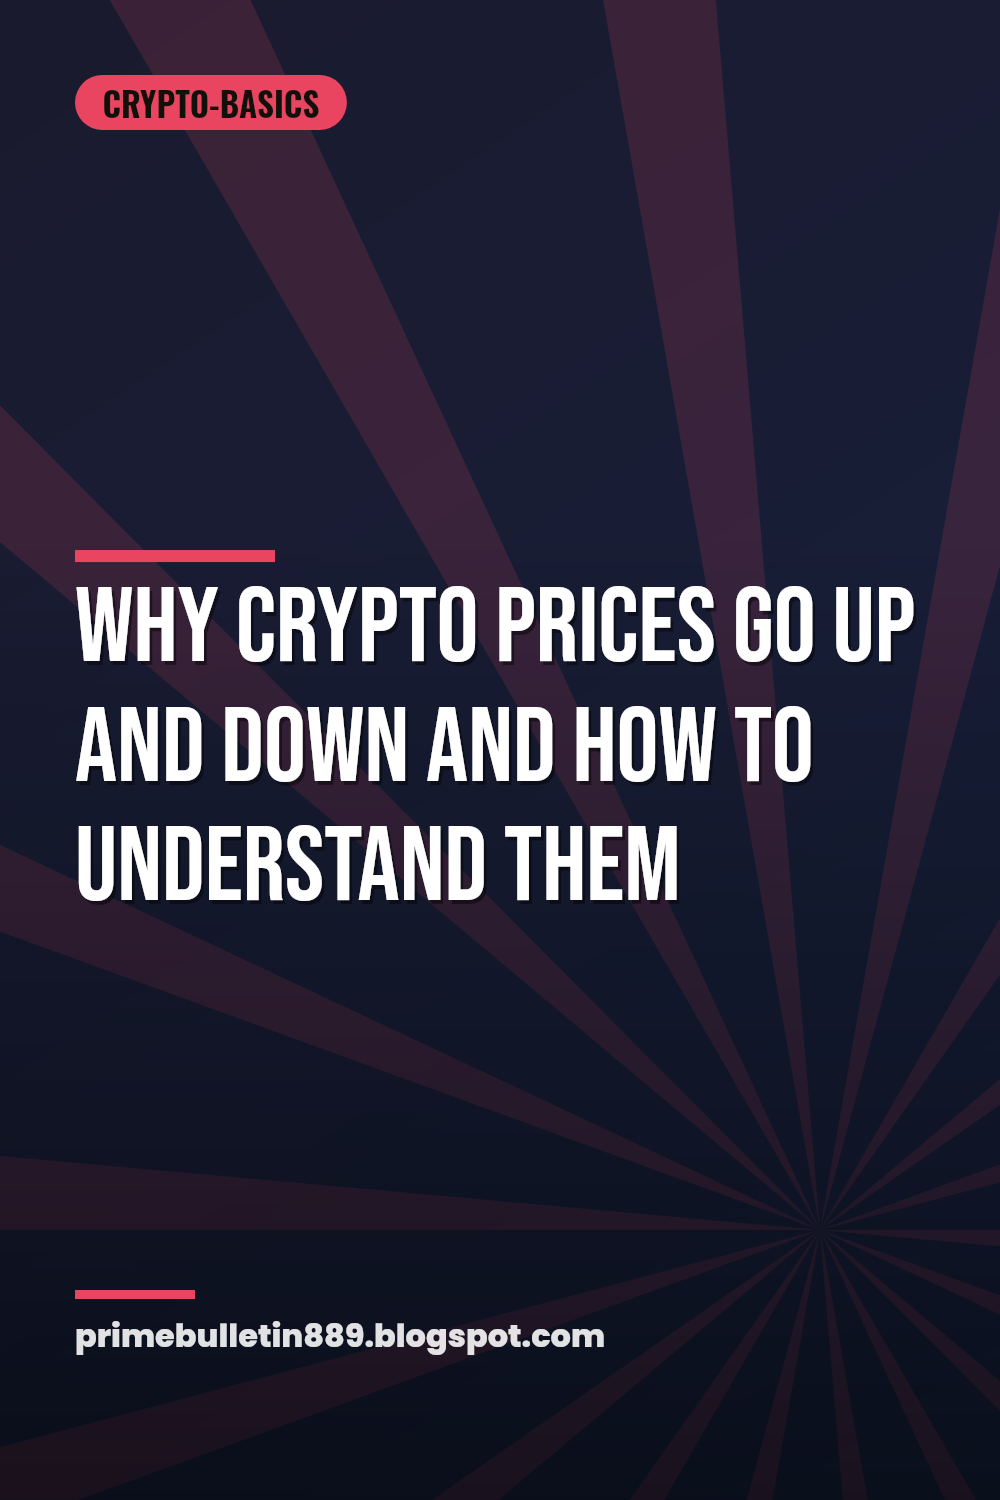 CRYPTO-BASICS
WHY CRYPTO PRICES GO UP
AND DOWN AND HOW TO
UNDERSTAND THEM
primebulletin889.blogspot.com